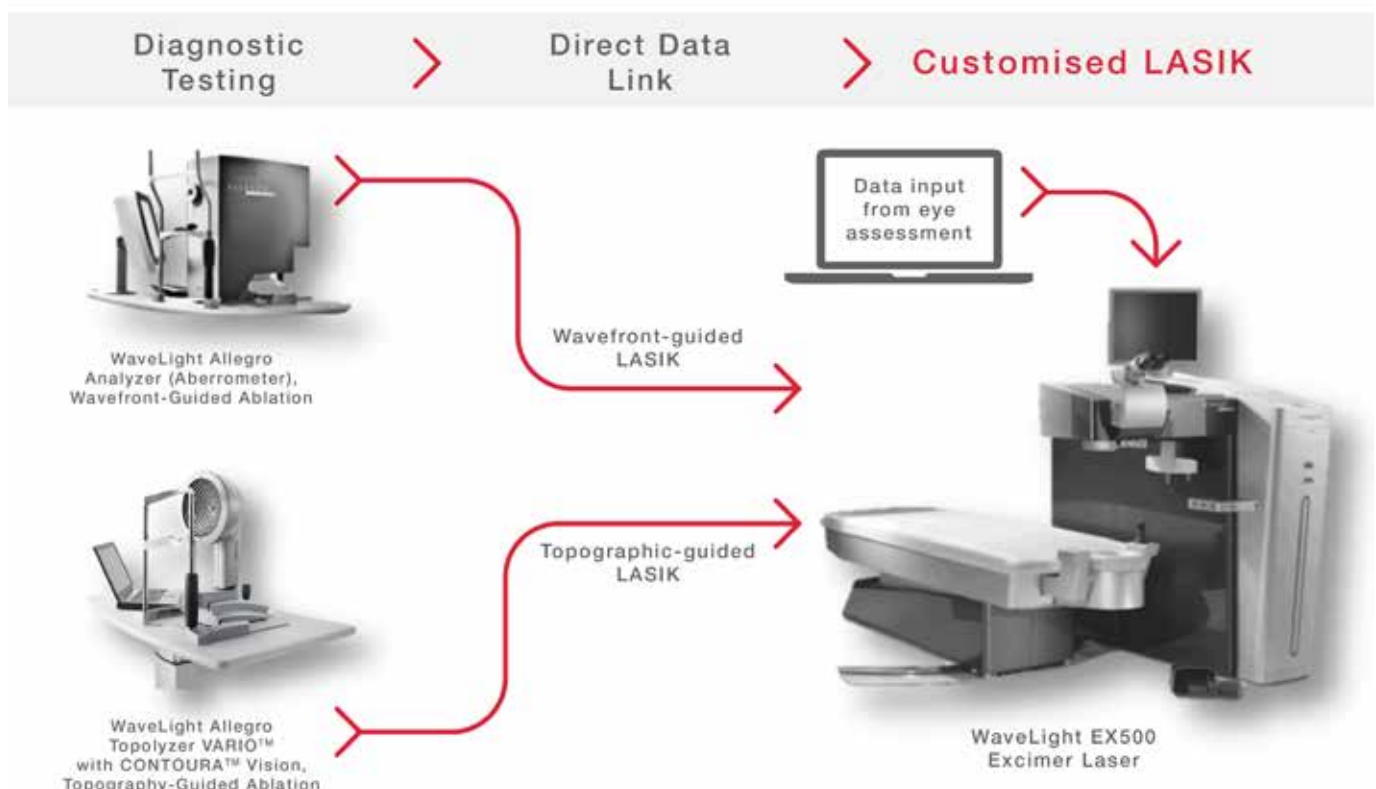 Diagnostic
Testing
Direct Data
Link
Customised LASIK
Data input
from eye
assessment
WaveLight Allegro
Analyzer (Aberrometer),
Wavefront-Guided Ablation
Wavefront-guided
LASIK
Topographic-guided
LASIK
WaveLight Allegro
Topolyzer VARIO™
with CONTOURA™ Vision,
Topography-Guided Ablation
WaveLight EX500
Excimer Laser